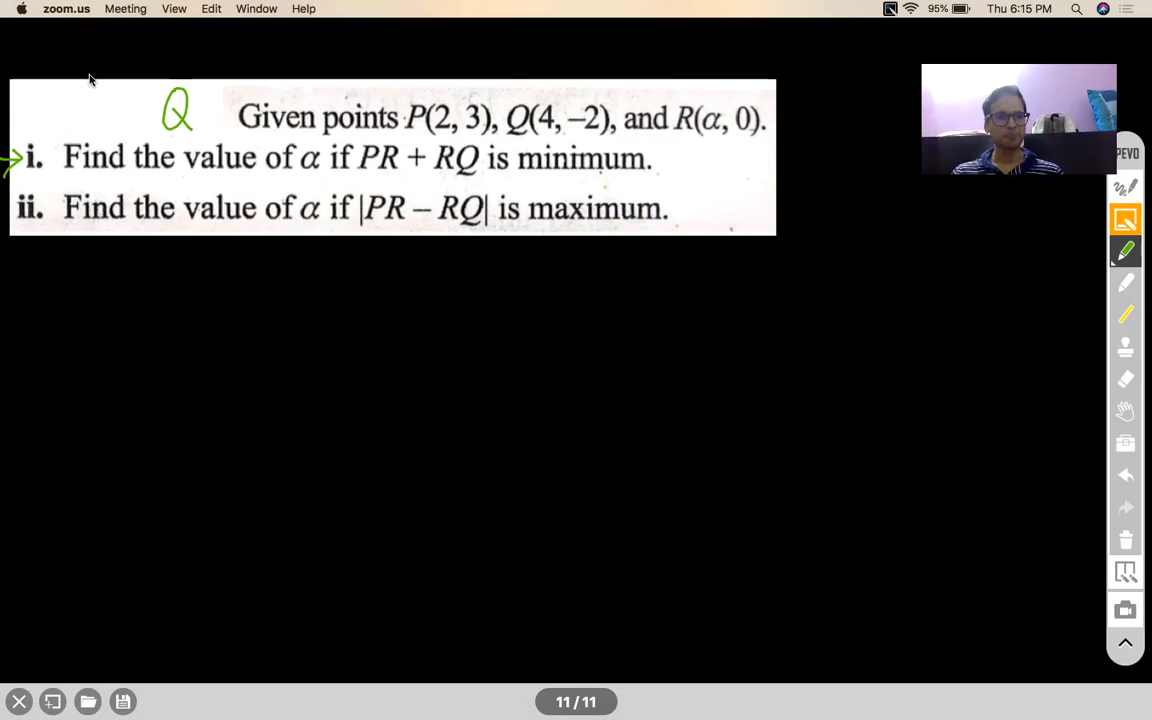 zoom.us Meeting View Edit Window Help 95% Thu 6:15 PM
Q Given points P(2, 3), Q(4, –2), and R(α, 0).
i. Find the value of α if PR + RQ is minimum.
ii. Find the value of α if |PR – RQ| is maximum.
11 / 11